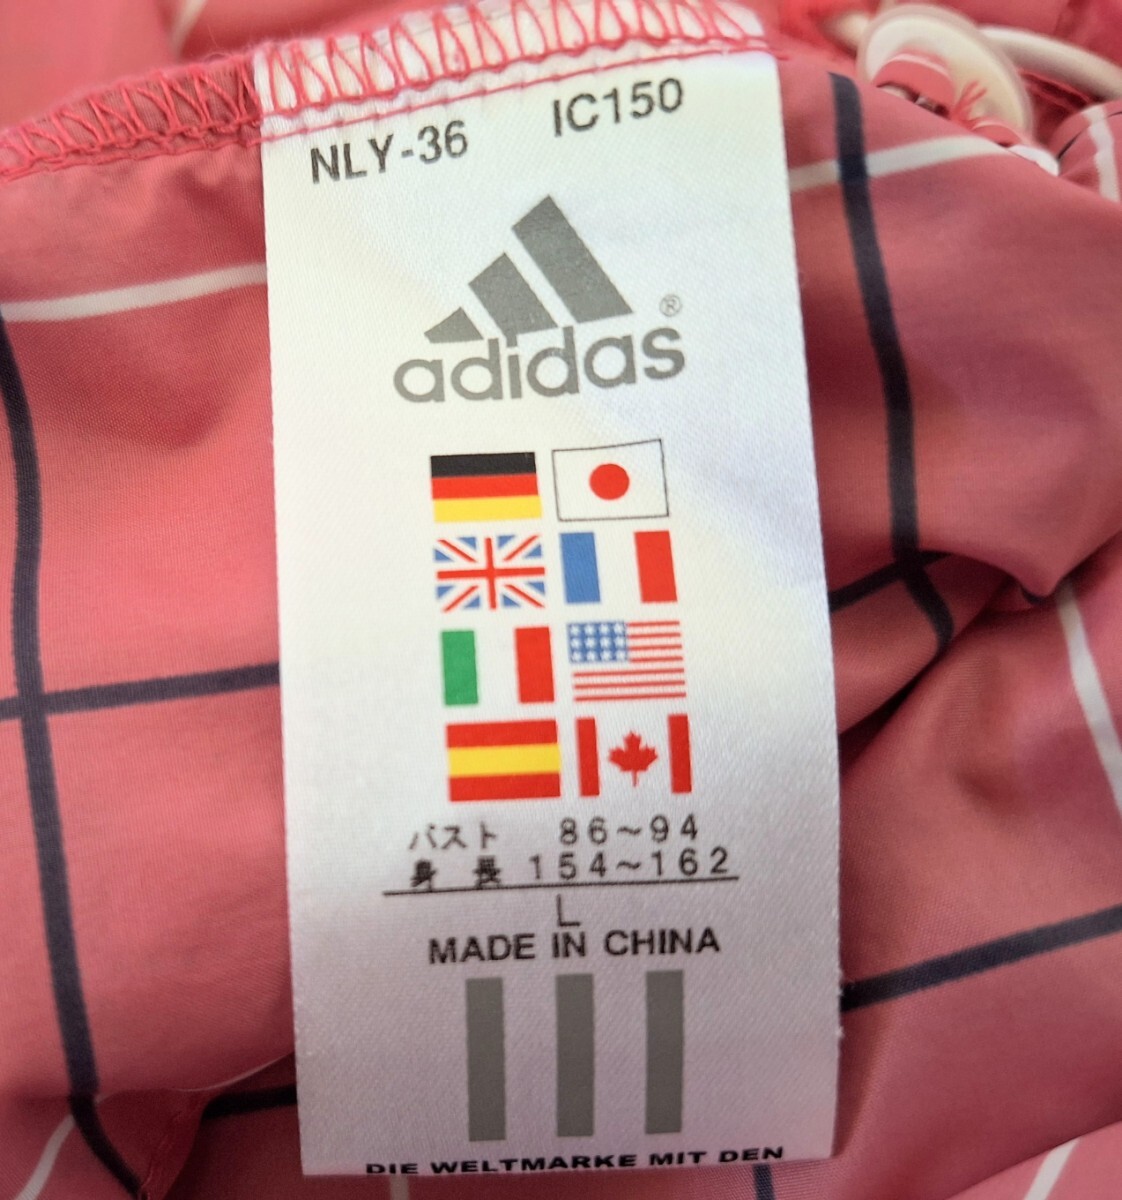 NLY-36 IC150
adidas®
バスト 86～94
身長 154～162
L
MADE IN CHINA
DIE WELTMARKE MIT DEN